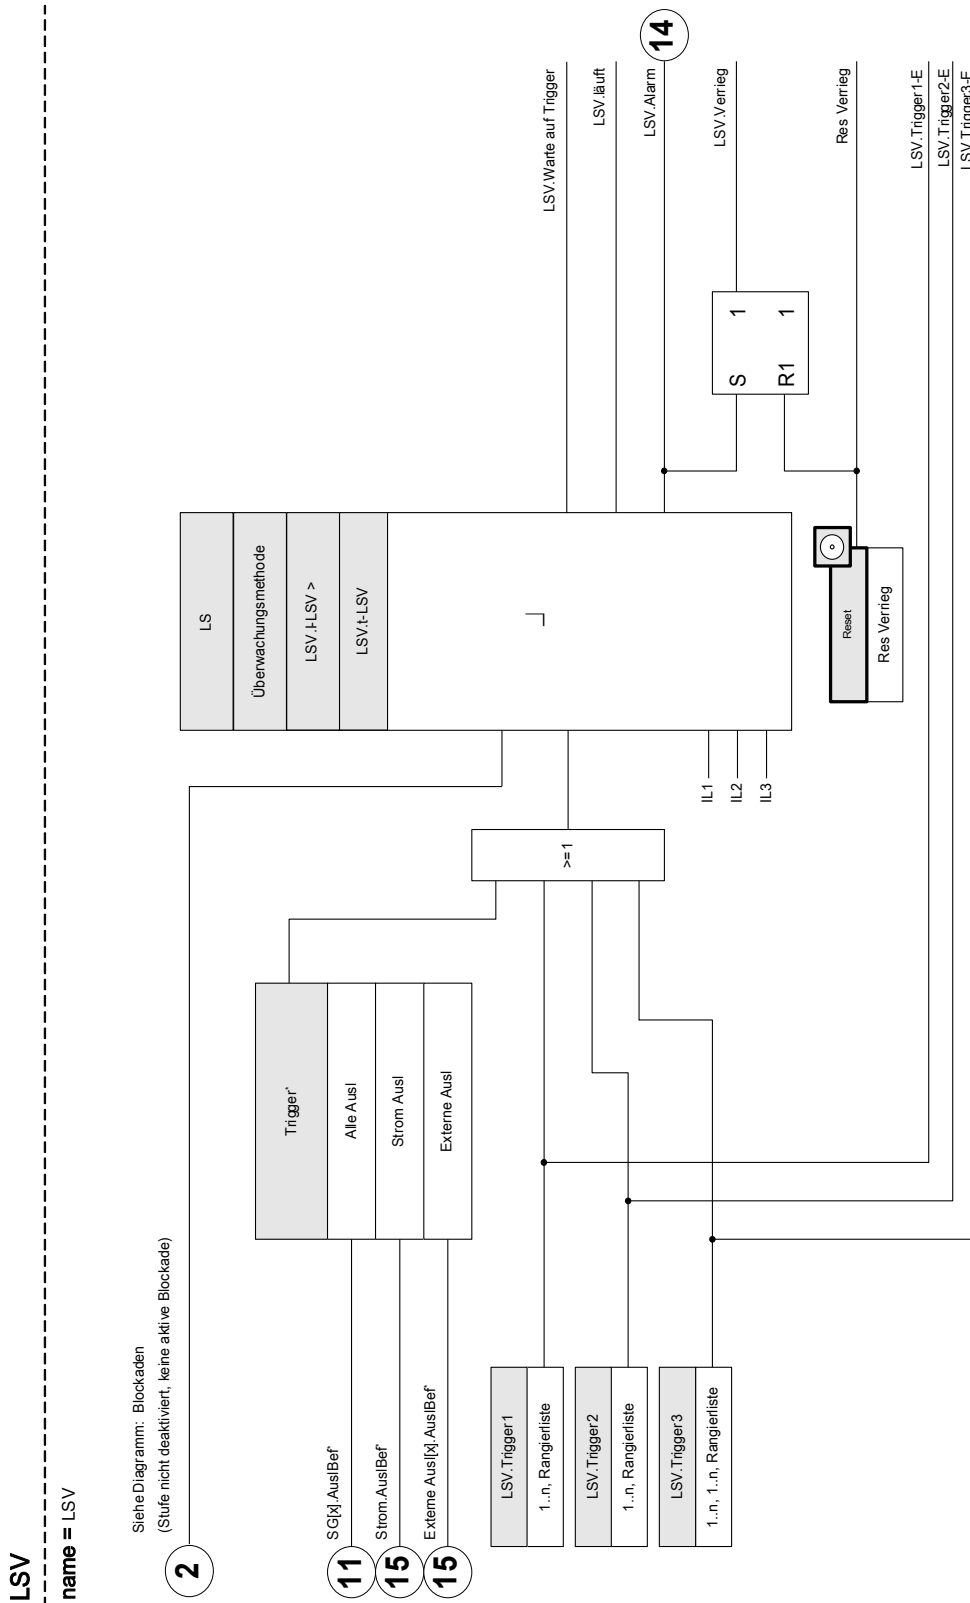 LSV
name = LSV
Siehe Diagramm: Blockaden
(Stufe nicht deaktiviert, keine aktive Blockade)
2
SG[x].AuslBef*
11
Strom.AuslBef*
15
Externe Ausl[x].AuslBef*
15
Trigger*
Alle Ausl
Strom Ausl
Externe Ausl
LSV.Trigger1
1..n, Rangierliste
LSV.Trigger2
1..n, Rangierliste
LSV.Trigger3
1..n, 1..n, Rangierliste
>=1
IL1
IL2
IL3
LS
Überwachungsmethode
LSV.I-LSV >
LSV.t-LSV
Reset
Res Verrieg
S 1
R1 1
LSV.Warte auf Trigger
LSV.läuft
LSV.Alarm
14
LSV.Verrieg
Res Verrieg
LSV.Trigger1-E
LSV.Trigger2-E
LSV.Trigger3-E